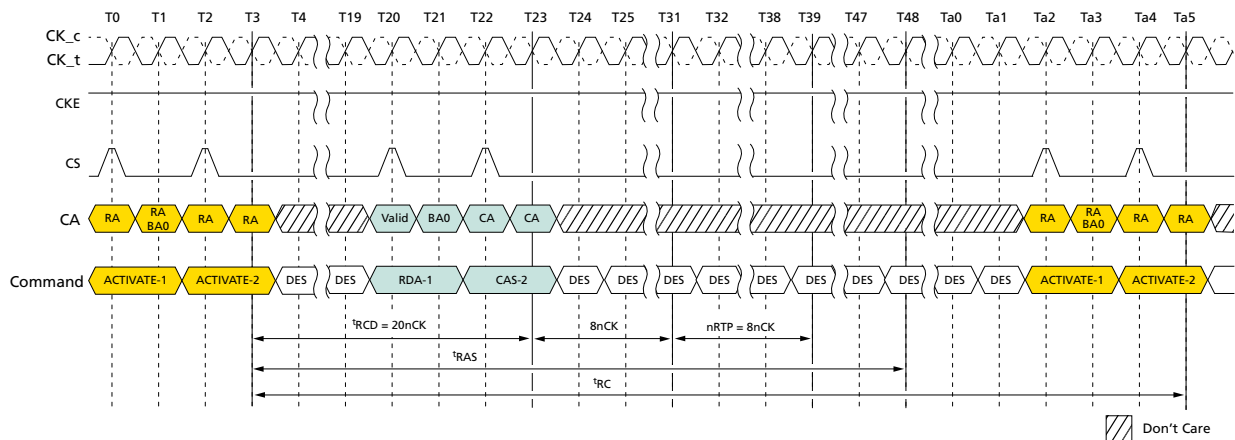 T0 T1 T2 T3 T4 T19 T20 T21 T22 T23 T24 T25 T31 T32 T38 T39 T47 T48 Ta0 Ta1 Ta2 Ta3 Ta4 Ta5
CK_c
CK_t
CKE
CS
CA RA RA BA0 RA RA Valid BA0 CA CA RA RA BA0 RA RA
Command ACTIVATE-1 ACTIVATE-2 DES DES RDA-1 CAS-2 DES DES DES DES DES DES DES DES DES DES ACTIVATE-1 ACTIVATE-2
tRCD = 20nCK 8nCK nRTP = 8nCK
tRAS
tRC
Don't Care